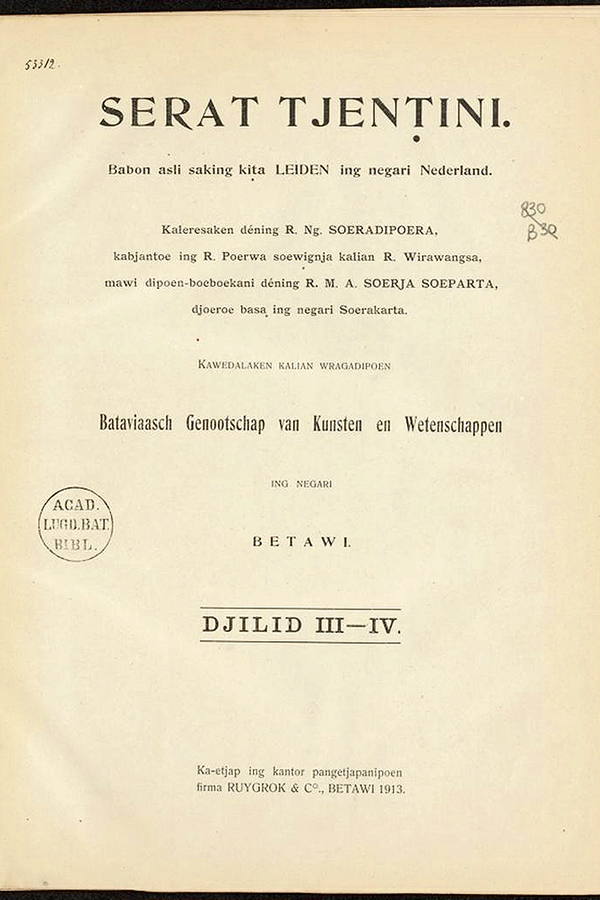 53312.
SERAT TJENṬINI.
Babon asli saking kiṭa LEIDEN ing negari Nederland.
830
B 30
Kaleresaken déning R. Ng. SOERADIPOERA,
kabjantoe ing R. Poerwa soewignja kalian R. Wirawangsa,
mawi dipoen-boeboekani déning R. M. A. SOERJA SOEPARTA,
djoeroe basa ing negari Soerakarta.
KAWEDALAKEN KALIAN WRAGADIPOEN
Bataviaasch Genootschap van Kunsten en Wetenschappen
ING NEGARI
BETAWI.
ACAD.
LUGD.BAT.
BIBL.
DJILID III—IV.
Ka-etjap ing kantor pangetjapanipoen
firma RUYGROK & Cº., BETAWI 1913.